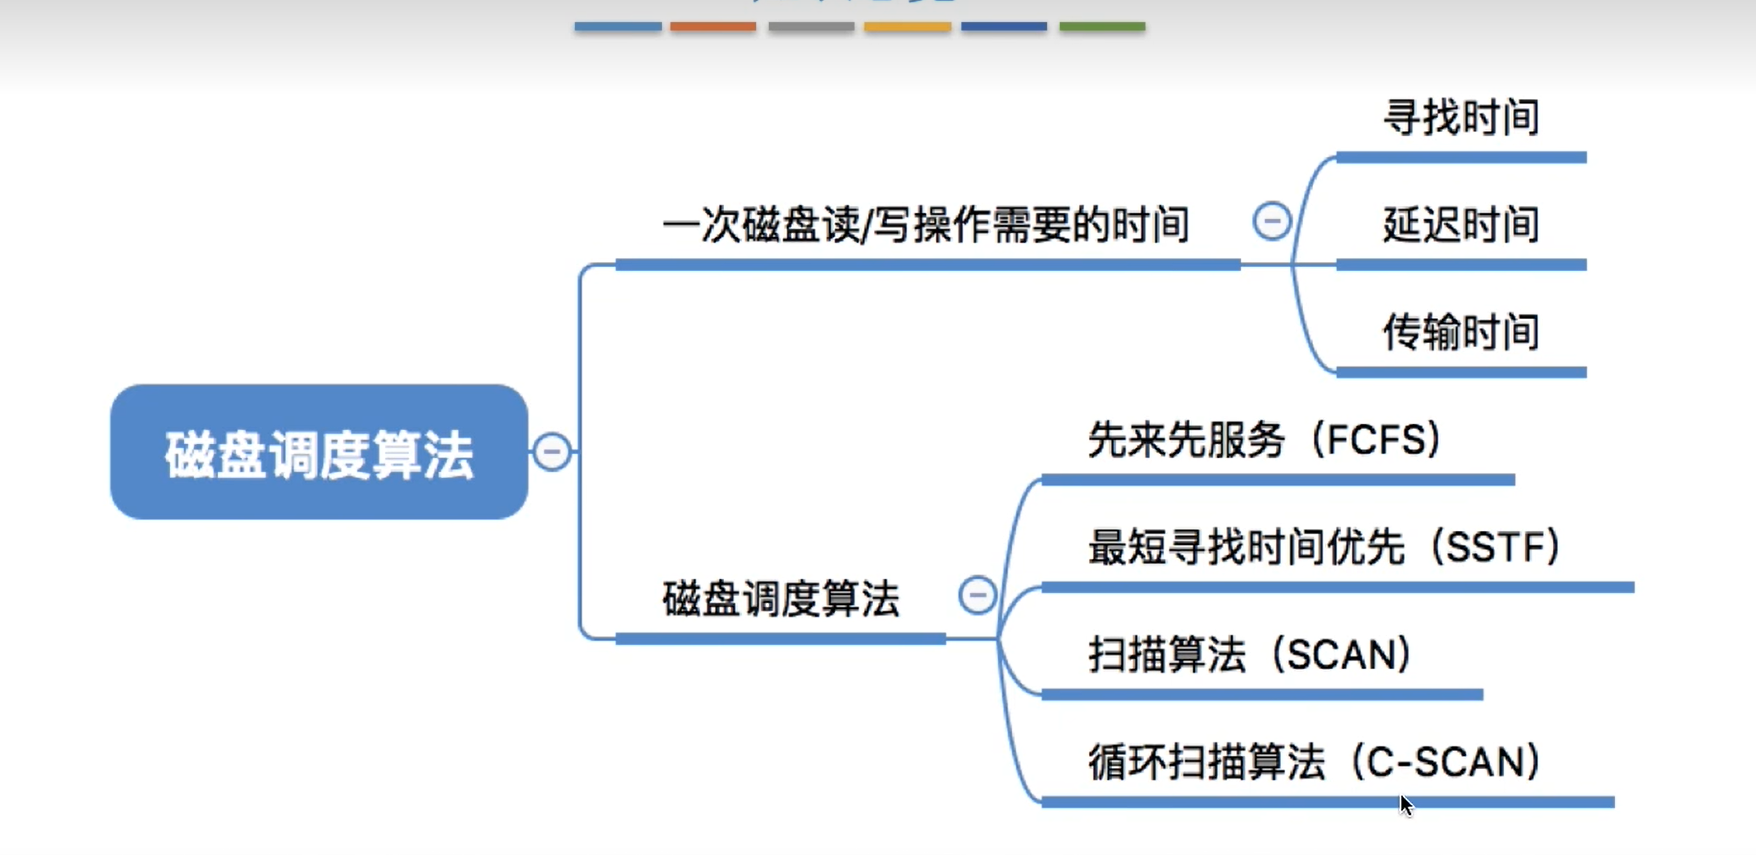 磁盘调度算法
一次磁盘读/写操作需要的时间
寻找时间
延迟时间
传输时间
磁盘调度算法
先来先服务（FCFS）
最短寻找时间优先（SSTF）
扫描算法（SCAN）
循环扫描算法（C-SCAN）